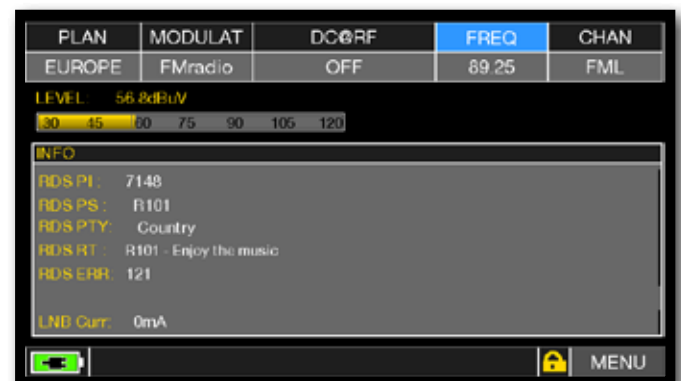 PLAN MODULAT DC@RF FREQ CHAN
EUROPE FMradio OFF 89.25 FML
LEVEL: 56.8dBuV
30 45 60 75 90 105 120
INFO
RDS PI : 7148
RDS PS : R101
RDS PTY: Country
RDS RT : R101 - Enjoy the music
RDS ERR: 121
LNB Curr: 0mA
MENU